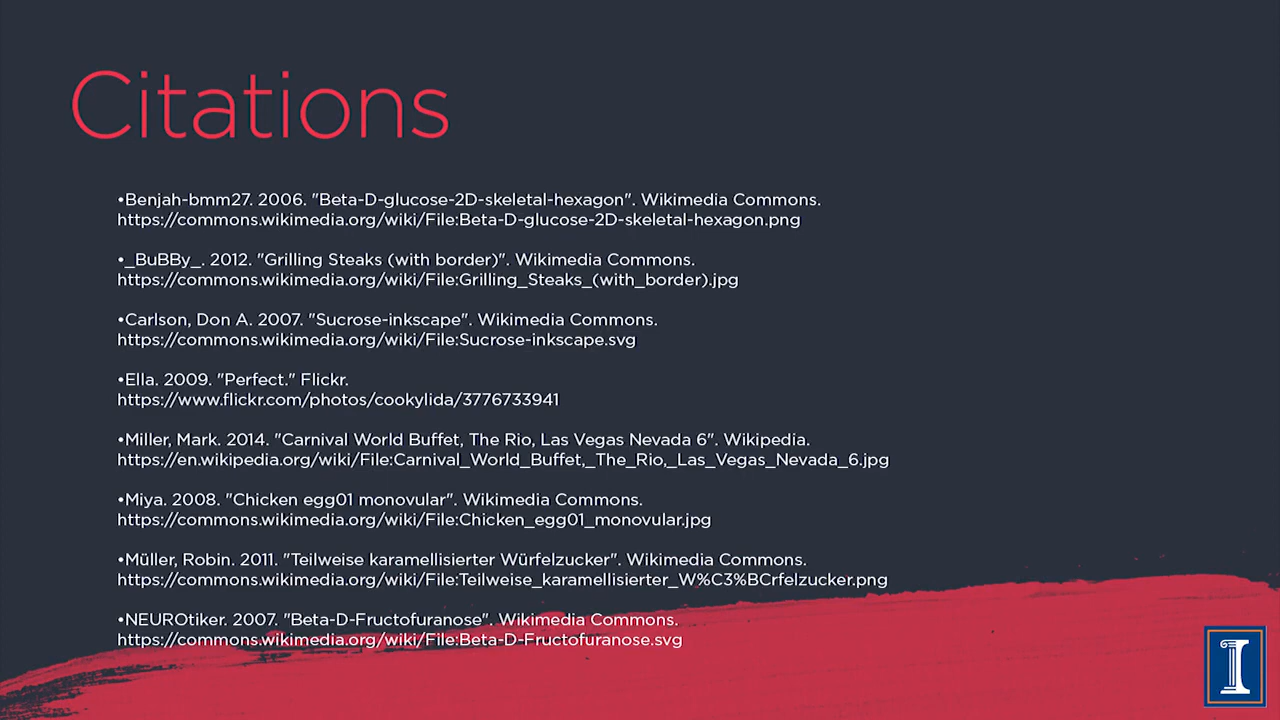 Citations
•Benjah-bmm27. 2006. "Beta-D-glucose-2D-skeletal-hexagon". Wikimedia Commons.
https://commons.wikimedia.org/wiki/File:Beta-D-glucose-2D-skeletal-hexagon.png
•_BuBBy_. 2012. "Grilling Steaks (with border)". Wikimedia Commons.
https://commons.wikimedia.org/wiki/File:Grilling_Steaks_(with_border).jpg
•Carlson, Don A. 2007. "Sucrose-inkscape". Wikimedia Commons.
https://commons.wikimedia.org/wiki/File:Sucrose-inkscape.svg
•Ella. 2009. "Perfect." Flickr.
https://www.flickr.com/photos/cookylida/3776733941
•Miller, Mark. 2014. "Carnival World Buffet, The Rio, Las Vegas Nevada 6". Wikipedia.
https://en.wikipedia.org/wiki/File:Carnival_World_Buffet,_The_Rio,_Las_Vegas_Nevada_6.jpg
•Miya. 2008. "Chicken egg01 monovular". Wikimedia Commons.
https://commons.wikimedia.org/wiki/File:Chicken_egg01_monovular.jpg
•Müller, Robin. 2011. "Teilweise karamellisierter Würfelzucker". Wikimedia Commons.
https://commons.wikimedia.org/wiki/File:Teilweise_karamellisierter_W%C3%BCrfelzucker.png
•NEUROtiker. 2007. "Beta-D-Fructofuranose". Wikimedia Commons.
https://commons.wikimedia.org/wiki/File:Beta-D-Fructofuranose.svg
I